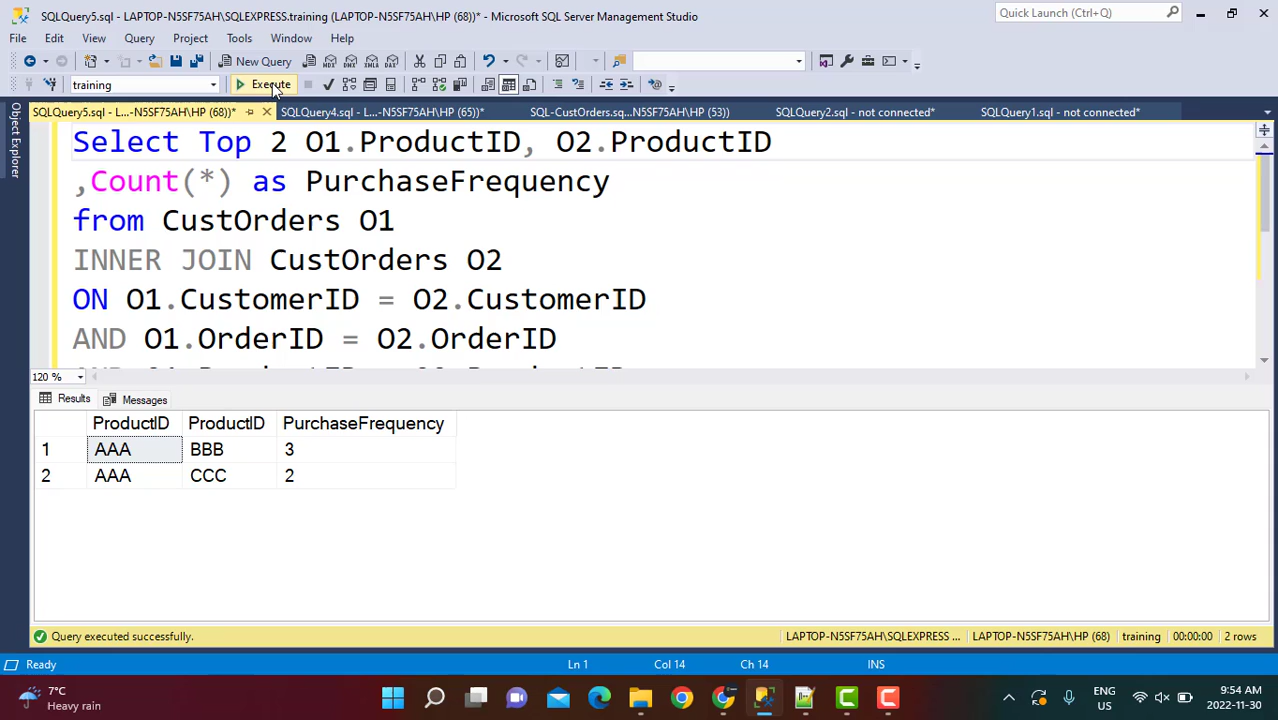 SQLQuery5.sql - LAPTOP-N5SF75AH\SQLEXPRESS.training (LAPTOP-N5SF75AH\HP (68))* - Microsoft SQL Server Management Studio
Quick Launch (Ctrl+Q)
File Edit View Query Project Tools Window Help
New Query
training
Execute
SQLQuery5.sql - L...-N5SF75AH\HP (68))*
SQLQuery4.sql - L...-N5SF75AH\HP (65))*
SQL-CustOrders.sq...N5SF75AH\HP (53))
SQLQuery2.sql - not connected*
SQLQuery1.sql - not connected*
Object Explorer
Select Top 2 O1.ProductID, O2.ProductID
,Count(*) as PurchaseFrequency
from CustOrders O1
INNER JOIN CustOrders O2
ON O1.CustomerID = O2.CustomerID
AND O1.OrderID = O2.OrderID
120 %
Results Messages
ProductID ProductID PurchaseFrequency
1 AAA BBB 3
2 AAA CCC 2
Query executed successfully.
LAPTOP-N5SF75AH\SQLEXPRESS ... LAPTOP-N5SF75AH\HP (68) training 00:00:00 2 rows
Ready
Ln 1 Col 14 Ch 14 INS
7°C
Heavy rain
ENG
US
9:54 AM
2022-11-30